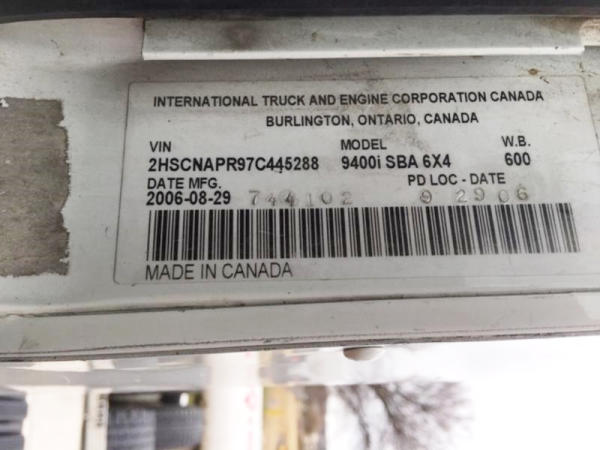 INTERNATIONAL TRUCK AND ENGINE CORPORATION CANADA
BURLINGTON, ONTARIO, CANADA
VIN MODEL W.B.
2HSCNAPR97C445288 9400i SBA 6X4 600
DATE MFG. PD LOC - DATE
2006-08-29 744102 9 2906
MADE IN CANADA